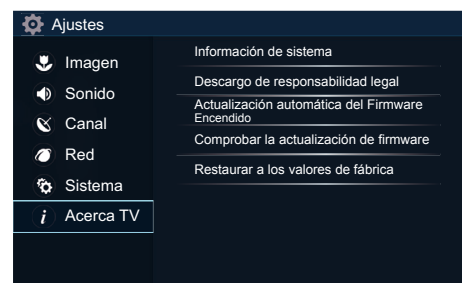 Ajustes
Imagen
Sonido
Canal
Red
Sistema
Acerca TV
Información de sistema
Descargo de responsabilidad legal
Actualización automática del Firmware
Encendido
Comprobar la actualización de firmware
Restaurar a los valores de fábrica